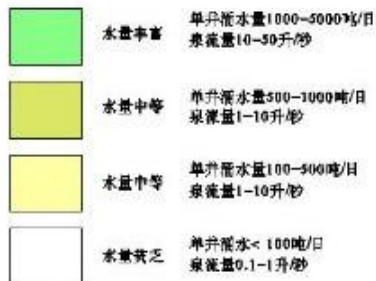 水量丰富
单井涌水量1000-5000吨/日
泉流量10-50升/秒
水量中等
单井涌水量500-1000吨/日
泉流量1-10升/秒
水量中等
单井涌水量100-500吨/日
泉流量1-10升/秒
水量贫乏
单井涌水< 100吨/日
泉流量0.1-1升/秒